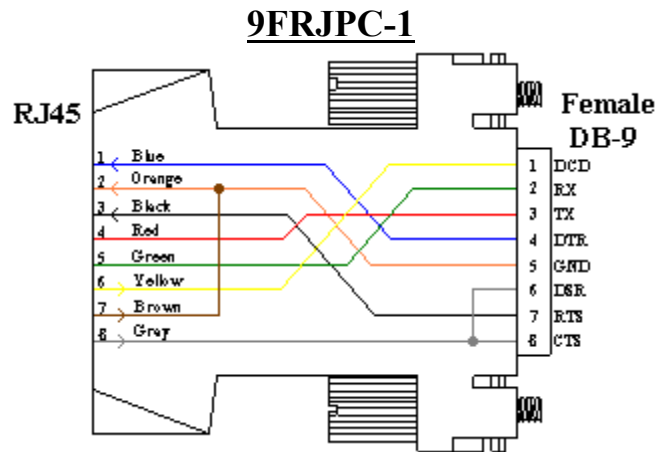 9FRJPC-1
RJ45
Female
DB-9
1 Blue
2 Orange
3 Black
4 Red
5 Green
6 Yellow
7 Brown
8 Grey
1 DCD
2 RX
3 TX
4 DTR
5 GND
6 DSR
7 RTS
8 CTS